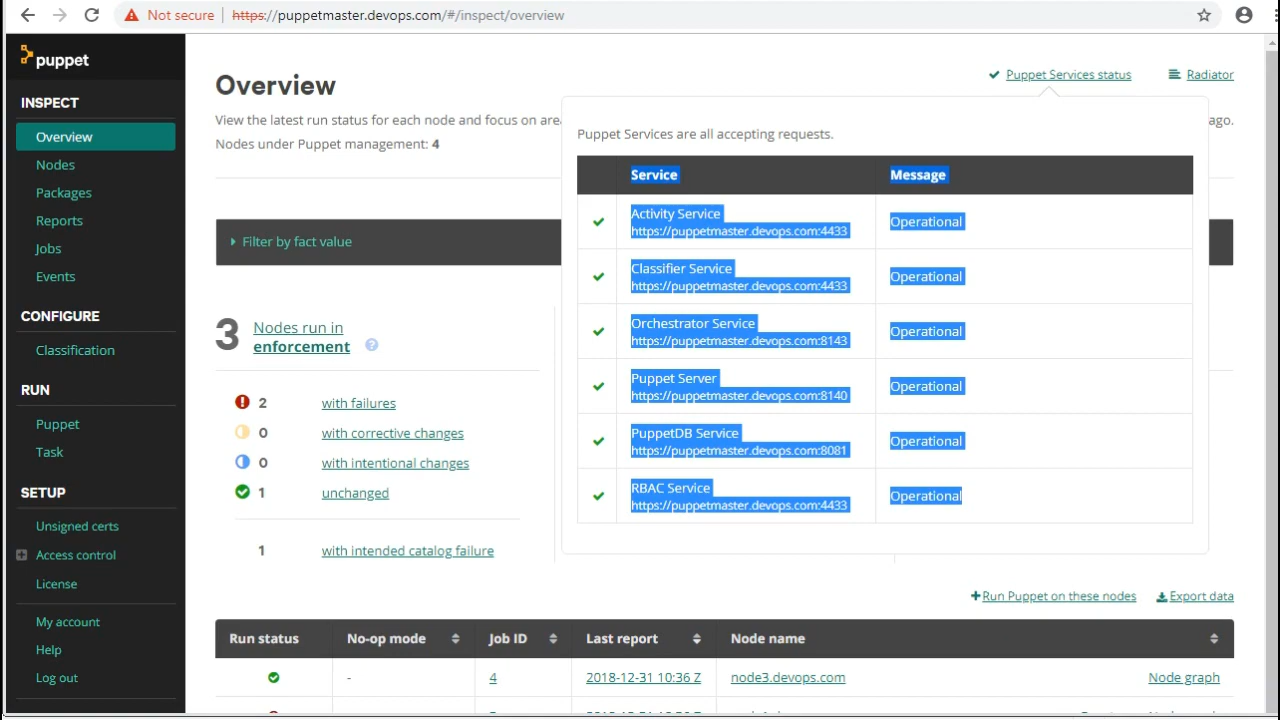 Not secure
https://puppetmaster.devops.com/#/inspect/overview
puppet
INSPECT
Overview
Nodes
Packages
Reports
Jobs
Events
CONFIGURE
Classification
RUN
Puppet
Task
SETUP
Unsigned certs
Access control
License
My account
Help
Log out
Overview
Puppet Services status
Radiator
View the latest run status for each node and focus on
ago.
Nodes under Puppet management: 4
Filter by fact value
Puppet Services are all accepting requests.
Service Message
Activity Service
https://puppetmaster.devops.com:4433
Operational
Classifier Service
https://puppetmaster.devops.com:4433
Operational
Orchestrator Service
https://puppetmaster.devops.com:8143
Operational
Puppet Server
https://puppetmaster.devops.com:8140
Operational
PuppetDB Service
https://puppetmaster.devops.com:8081
Operational
RBAC Service
https://puppetmaster.devops.com:4433
Operational
3 Nodes run in
enforcement ?
2 with failures
0 with corrective changes
0 with intentional changes
1 unchanged
1 with intended catalog failure
Run Puppet on these nodes
Export data
Run status No-op mode Job ID Last report Node name
- 4 2018-12-31 10:36 Z node3.devops.com Node graph